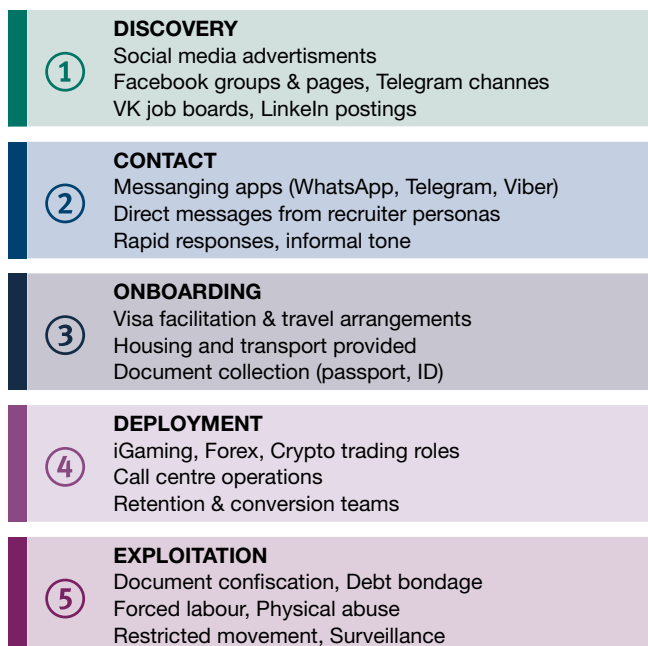 1
DISCOVERY
Social media advertisments
Facebook groups & pages, Telegram channes
VK job boards, LinkeIn postings
2
CONTACT
Messanging apps (WhatsApp, Telegram, Viber)
Direct messages from recruiter personas
Rapid responses, informal tone
3
ONBOARDING
Visa facilitation & travel arrangements
Housing and transport provided
Document collection (passport, ID)
4
DEPLOYMENT
iGaming, Forex, Crypto trading roles
Call centre operations
Retention & conversion teams
5
EXPLOITATION
Document confiscation, Debt bondage
Forced labour, Physical abuse
Restricted movement, Surveillance